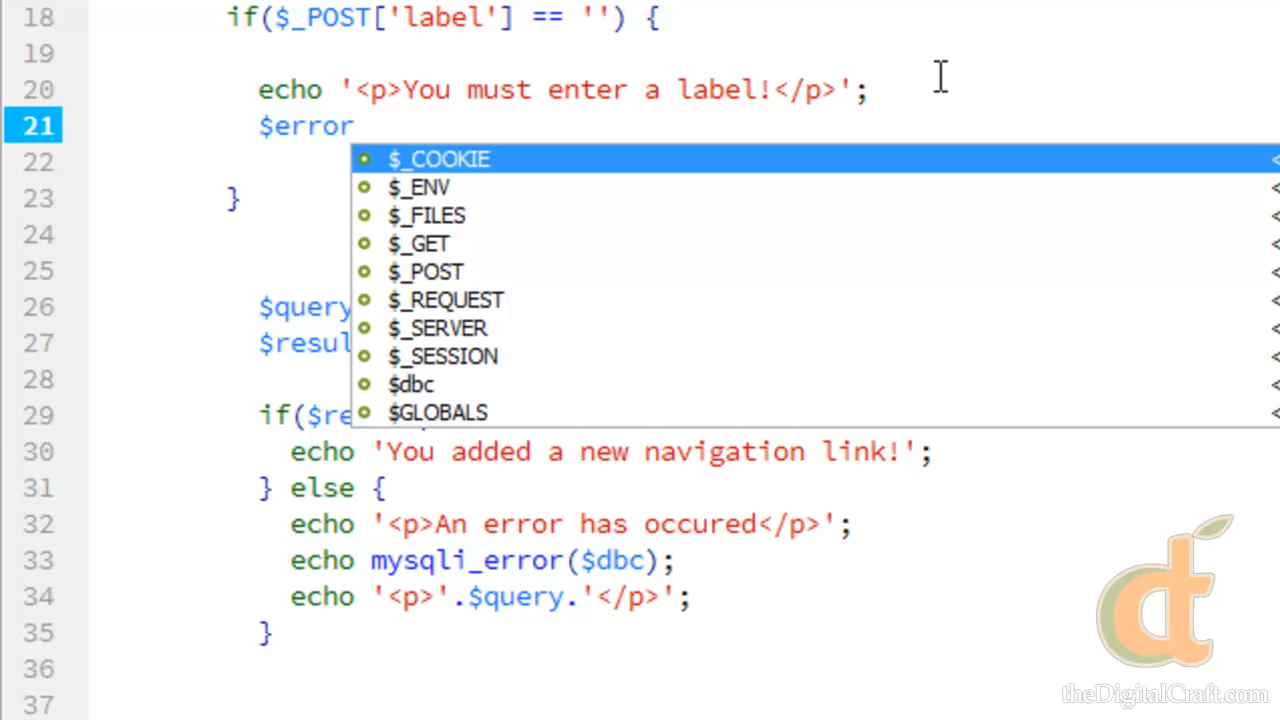 18 if($_POST['label'] == '') {
19
20 echo '<p>You must enter a label!</p>';
21 $error
$_COOKIE <
22 $_ENV <
$_FILES <
23 } $_GET <
24 $_POST <
25 $_REQUEST <
26 $query $_SERVER <
27 $resul $_SESSION <
28 $dbc <
29 if($re $GLOBALS <
30 echo 'You added a new navigation link!';
31 } else {
32 echo '<p>An error has occured</p>';
33 echo mysqli_error($dbc);
34 echo '<p>'.$query.'</p>';
35 }
36
37
dt
theDigitalCraft.com